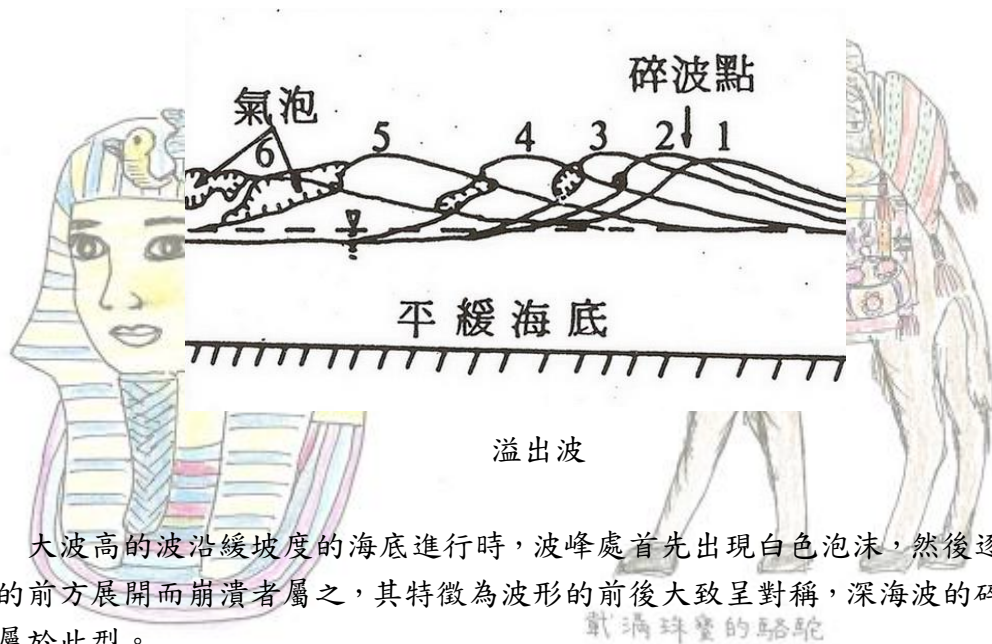 碎波點
氣泡
6 5 4 3 2 1
平緩海底
溢出波
大波高的波沿緩坡度的海底進行時，波峰處首先出現白色泡沫，然後逐
的前方展開而崩潰者屬之，其特徵為波形的前後大致呈對稱，深海波的碎
屬於此型。
載滿珠寶的駱駝